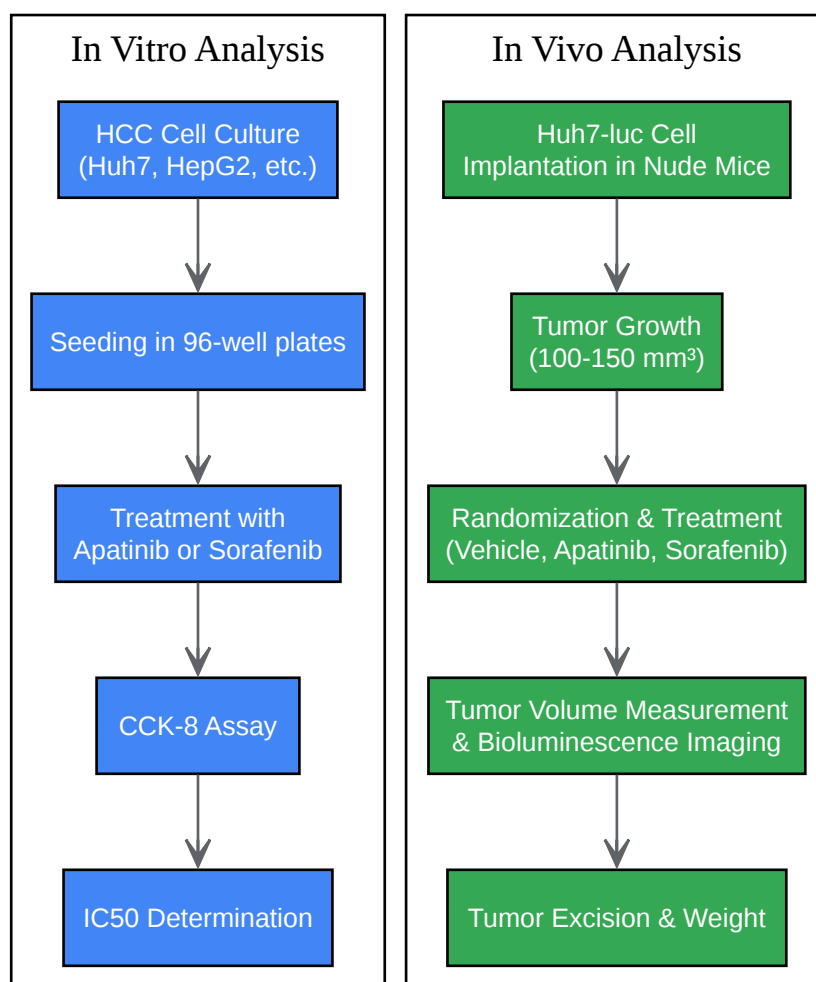 In Vitro Analysis
HCC Cell Culture
(Huh7, HepG2, etc.)
Seeding in 96-well plates
Treatment with
Apatinib or Sorafenib
CCK-8 Assay
IC50 Determination
In Vivo Analysis
Huh7-luc Cell
Implantation in Nude Mice
Tumor Growth
(100-150 mm³)
Randomization & Treatment
(Vehicle, Apatinib, Sorafenib)
Tumor Volume Measurement
& Bioluminescence Imaging
Tumor Excision & Weight